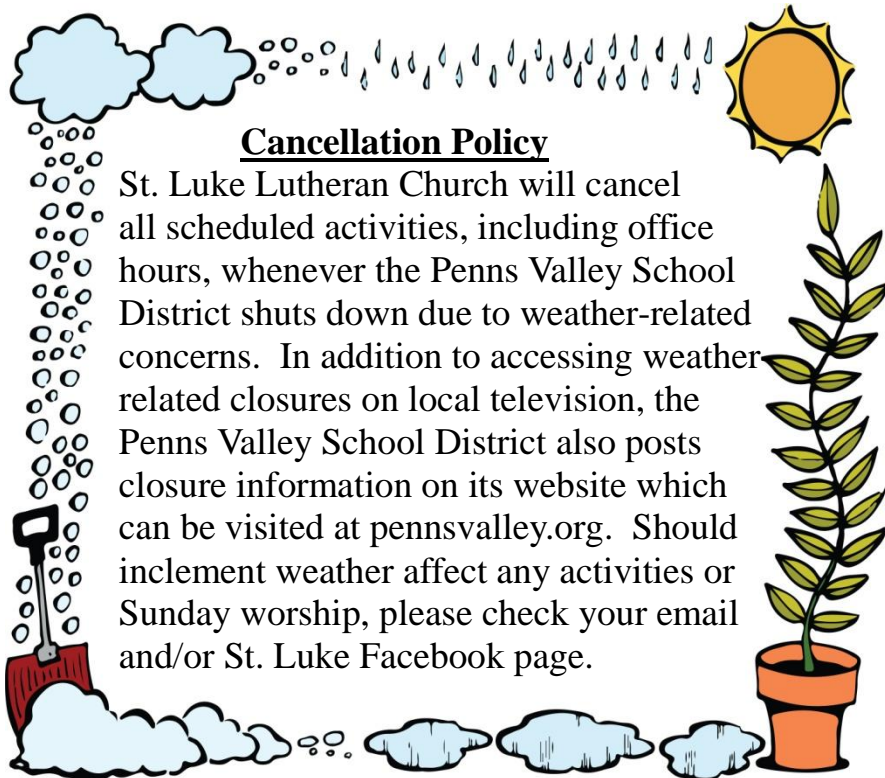 Cancellation Policy
St. Luke Lutheran Church will cancel
all scheduled activities, including office
hours, whenever the Penns Valley School
District shuts down due to weather-related
concerns.  In addition to accessing weather-
related closures on local television, the
Penns Valley School District also posts
closure information on its website which
can be visited at pennsvalley.org.  Should
inclement weather affect any activities or
Sunday worship, please check your email
and/or St. Luke Facebook page.